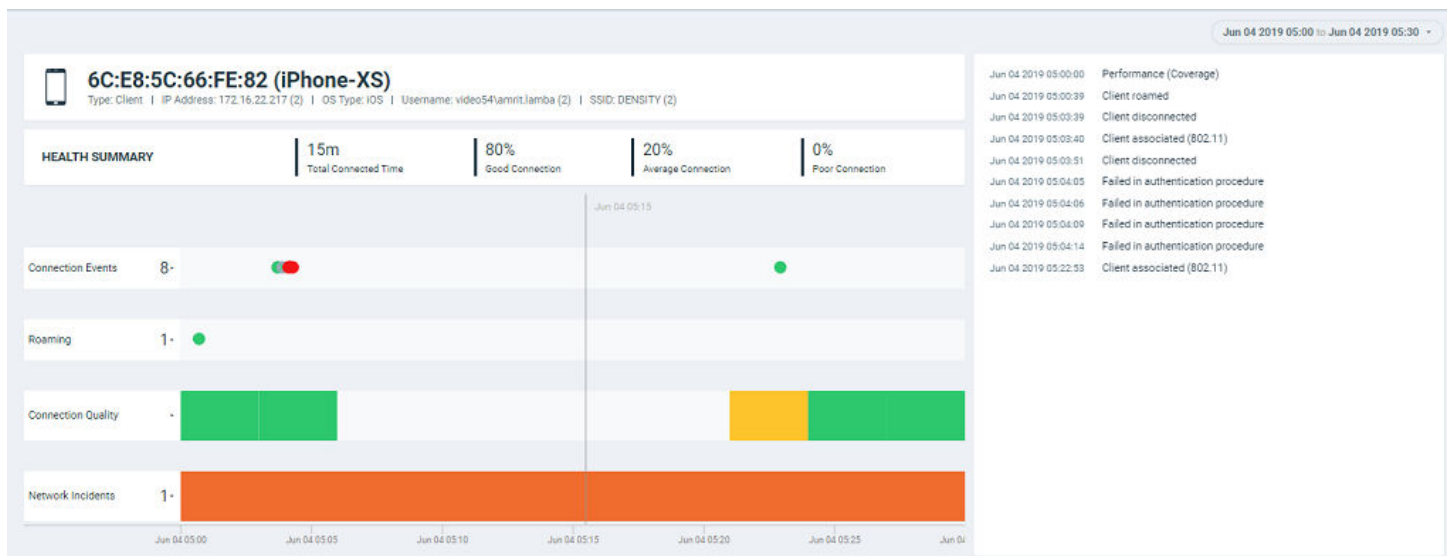 Jun 04 2019 05:00 to Jun 04 2019 05:30
6C:E8:5C:66:FE:82 (iPhone-XS)
Type: Client | IP Address: 172.16.22.217 (2) | OS Type: iOS | Username: video54\amrit.lamba (2) | SSID: DENSITY (2)
HEALTH SUMMARY
15m
Total Connected Time
80%
Good Connection
20%
Average Connection
0%
Poor Connection
Jun 04 05:15
Connection Events 8
Roaming 1
Connection Quality
Network Incidents 1
Jun 04 05:00 Jun 04 05:05 Jun 04 05:10 Jun 04 05:15 Jun 04 05:20 Jun 04 05:25 Jun 04
Jun 04 2019 05:00:00 Performance (Coverage)
Jun 04 2019 05:00:39 Client roamed
Jun 04 2019 05:03:39 Client disconnected
Jun 04 2019 05:03:40 Client associated (802.11)
Jun 04 2019 05:03:51 Client disconnected
Jun 04 2019 05:04:05 Failed in authentication procedure
Jun 04 2019 05:04:06 Failed in authentication procedure
Jun 04 2019 05:04:09 Failed in authentication procedure
Jun 04 2019 05:04:14 Failed in authentication procedure
Jun 04 2019 05:22:53 Client associated (802.11)